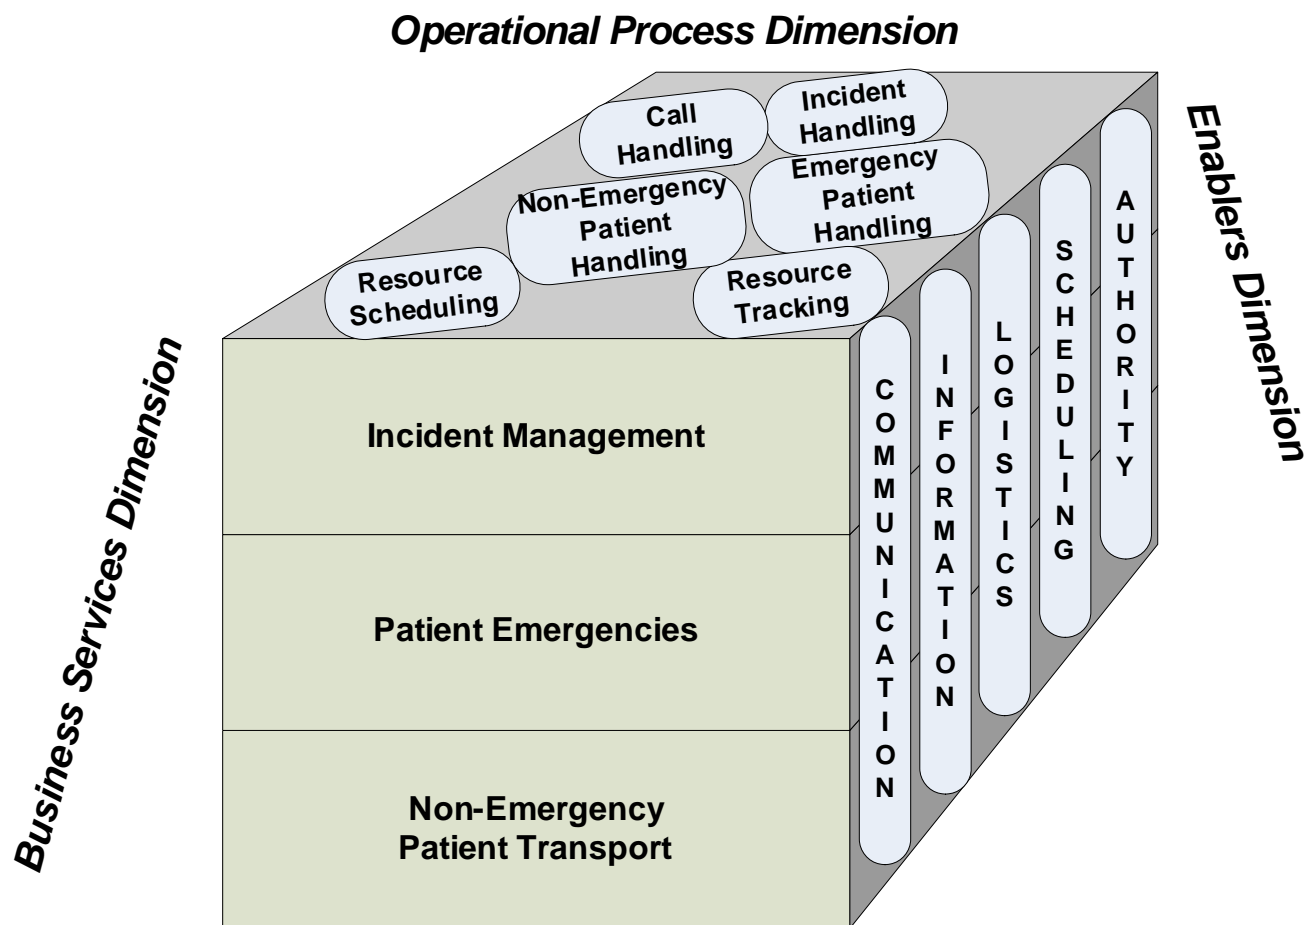 Operational Process Dimension
Call
Handling
Incident
Handling
Non-Emergency
Patient
Handling
Emergency
Patient
Handling
Resource
Scheduling
Resource
Tracking
Business Services Dimension
Incident Management
Patient Emergencies
Non-Emergency
Patient Transport
COMMUNICATION
INFORMATION
LOGISTICS
SCHEDULING
AUTHORITY
Enablers Dimension